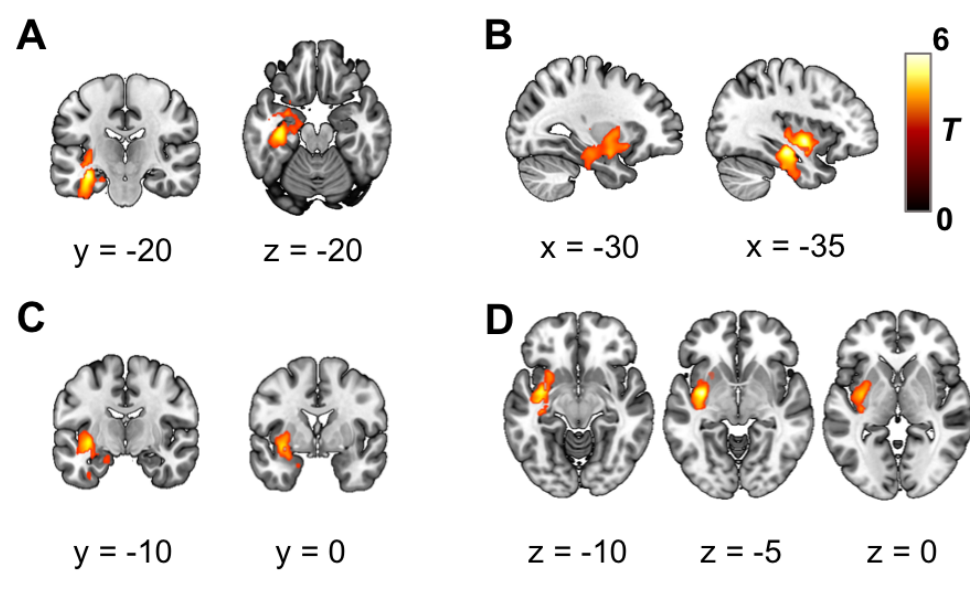 A
B
6
T
0
y = -20
z = -20
x = -30
x = -35
C
D
y = -10
y = 0
z = -10
z = -5
z = 0